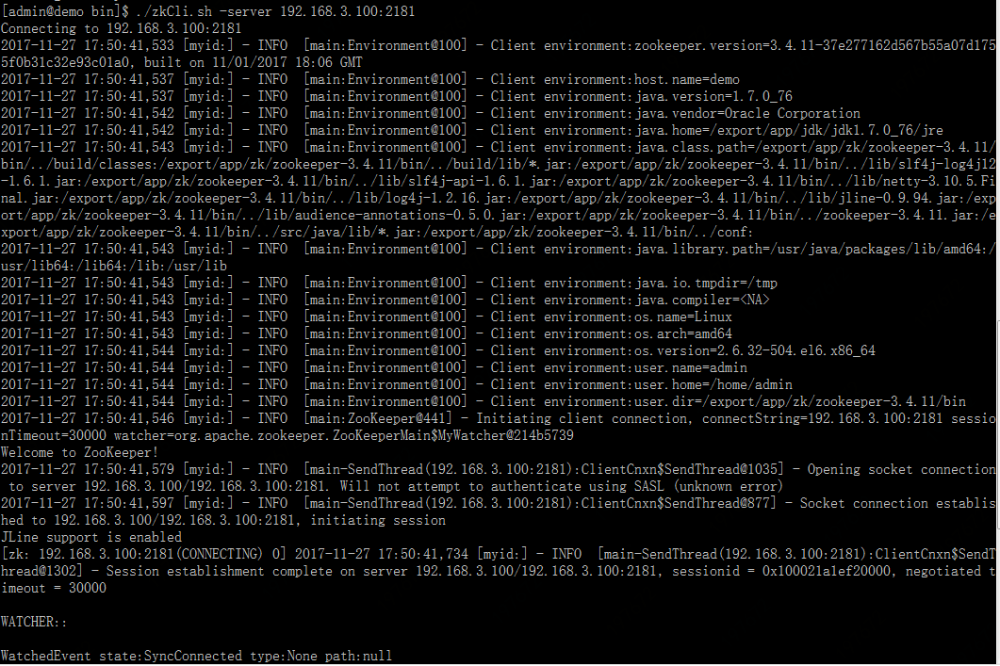 [admin@demo bin]$ ./zkCli.sh -server 192.168.3.100:2181
Connecting to 192.168.3.100:2181
2017-11-27 17:50:41,533 [myid:] - INFO  [main:Environment@100] - Client environment:zookeeper.version=3.4.11-37e277162d567b55a07d175
5f0b31c32e93c01a0, built on 11/01/2017 18:06 GMT
2017-11-27 17:50:41,537 [myid:] - INFO  [main:Environment@100] - Client environment:host.name=demo
2017-11-27 17:50:41,537 [myid:] - INFO  [main:Environment@100] - Client environment:java.version=1.7.0_76
2017-11-27 17:50:41,542 [myid:] - INFO  [main:Environment@100] - Client environment:java.vendor=Oracle Corporation
2017-11-27 17:50:41,542 [myid:] - INFO  [main:Environment@100] - Client environment:java.home=/export/app/jdk/jdk1.7.0_76/jre
2017-11-27 17:50:41,543 [myid:] - INFO  [main:Environment@100] - Client environment:java.class.path=/export/app/zk/zookeeper-3.4.11/
bin/../build/classes:/export/app/zk/zookeeper-3.4.11/bin/../build/lib/*.jar:/export/app/zk/zookeeper-3.4.11/bin/../lib/slf4j-log4j12
-1.6.1.jar:/export/app/zk/zookeeper-3.4.11/bin/../lib/slf4j-api-1.6.1.jar:/export/app/zk/zookeeper-3.4.11/bin/../lib/netty-3.10.5.Fi
nal.jar:/export/app/zk/zookeeper-3.4.11/bin/../lib/log4j-1.2.16.jar:/export/app/zk/zookeeper-3.4.11/bin/../lib/jline-0.9.94.jar:/exp
ort/app/zk/zookeeper-3.4.11/bin/../lib/audience-annotations-0.5.0.jar:/export/app/zk/zookeeper-3.4.11/bin/../zookeeper-3.4.11.jar:/e
xport/app/zk/zookeeper-3.4.11/bin/../src/java/lib/*.jar:/export/app/zk/zookeeper-3.4.11/bin/../conf:
2017-11-27 17:50:41,543 [myid:] - INFO  [main:Environment@100] - Client environment:java.library.path=/usr/java/packages/lib/amd64:/
usr/lib64:/lib64:/lib:/usr/lib
2017-11-27 17:50:41,543 [myid:] - INFO  [main:Environment@100] - Client environment:java.io.tmpdir=/tmp
2017-11-27 17:50:41,543 [myid:] - INFO  [main:Environment@100] - Client environment:java.compiler=<NA>
2017-11-27 17:50:41,543 [myid:] - INFO  [main:Environment@100] - Client environment:os.name=Linux
2017-11-27 17:50:41,543 [myid:] - INFO  [main:Environment@100] - Client environment:os.arch=amd64
2017-11-27 17:50:41,544 [myid:] - INFO  [main:Environment@100] - Client environment:os.version=2.6.32-504.el6.x86_64
2017-11-27 17:50:41,544 [myid:] - INFO  [main:Environment@100] - Client environment:user.name=admin
2017-11-27 17:50:41,544 [myid:] - INFO  [main:Environment@100] - Client environment:user.home=/home/admin
2017-11-27 17:50:41,544 [myid:] - INFO  [main:Environment@100] - Client environment:user.dir=/export/app/zk/zookeeper-3.4.11/bin
2017-11-27 17:50:41,546 [myid:] - INFO  [main:ZooKeeper@441] - Initiating client connection, connectString=192.168.3.100:2181 sessio
nTimeout=30000 watcher=org.apache.zookeeper.ZooKeeperMain$MyWatcher@214b5739
Welcome to ZooKeeper!
2017-11-27 17:50:41,579 [myid:] - INFO  [main-SendThread(192.168.3.100:2181):ClientCnxn$SendThread@1035] - Opening socket connection
 to server 192.168.3.100/192.168.3.100:2181. Will not attempt to authenticate using SASL (unknown error)
2017-11-27 17:50:41,597 [myid:] - INFO  [main-SendThread(192.168.3.100:2181):ClientCnxn$SendThread@877] - Socket connection establis
hed to 192.168.3.100/192.168.3.100:2181, initiating session
JLine support is enabled
[zk: 192.168.3.100:2181(CONNECTING) 0] 2017-11-27 17:50:41,734 [myid:] - INFO  [main-SendThread(192.168.3.100:2181):ClientCnxn$SendT
hread@1302] - Session establishment complete on server 192.168.3.100/192.168.3.100:2181, sessionid = 0x100021a1ef20000, negotiated t
imeout = 30000
WATCHER::
WatchedEvent state:SyncConnected type:None path:null